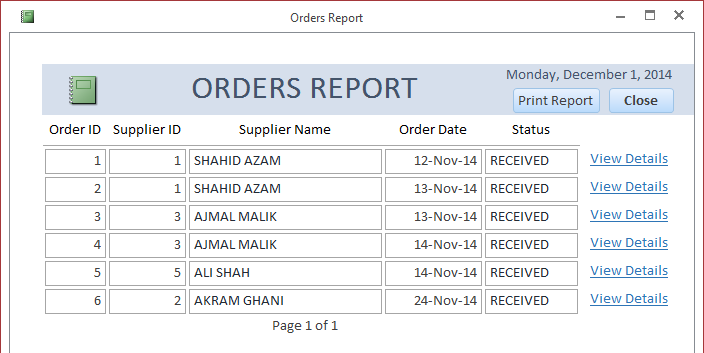 Orders Report
Monday, December 1, 2014
ORDERS REPORT
Print Report Close
Order ID Supplier ID Supplier Name Order Date Status
1 1 SHAHID AZAM 12-Nov-14 RECEIVED View Details
2 1 SHAHID AZAM 13-Nov-14 RECEIVED View Details
3 3 AJMAL MALIK 13-Nov-14 RECEIVED View Details
4 3 AJMAL MALIK 14-Nov-14 RECEIVED View Details
5 5 ALI SHAH 14-Nov-14 RECEIVED View Details
6 2 AKRAM GHANI 24-Nov-14 RECEIVED View Details
Page 1 of 1